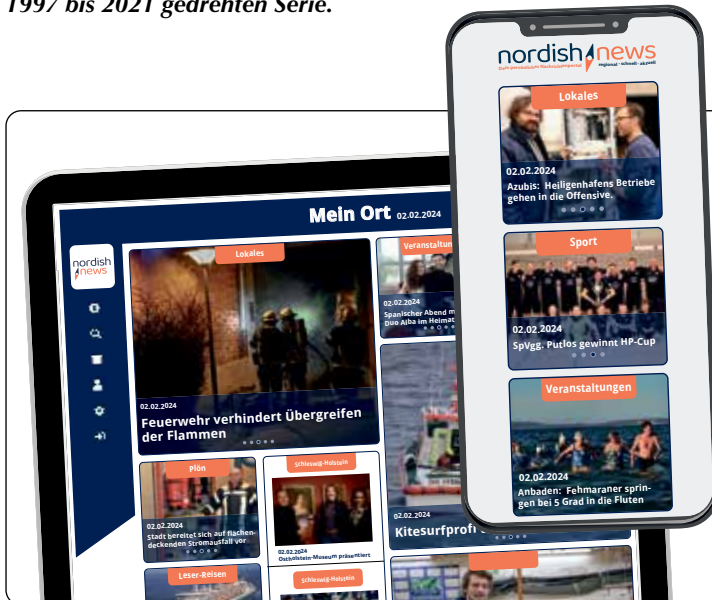 1997 bis 2021 gedrehten Serie.
Mein Ort 02.02.2024
nordish
news
Lokales
02.02.2024
Feuerwehr verhindert Übergreifen
der Flammen
Veranstaltun
02.02.2024
Spanischer Abend m
Duo Alba im Heimat
Plön
02.02.2024
Stadt bereitet sich auf flächen-
deckenden Stromausfall vor
Schleswig-Holstein
02.02.2024
Ostholstein-Museum präsentiert
02.02.2024
Kitesurfprofi
Leser-Reisen
Schleswig-Holstein
nordish news
regional · schnell · aktuell
Lokales
02.02.2024
Azubis: Heiligenhafens Betriebe
gehen in die Offensive.
Sport
02.02.2024
SpVgg. Putlos gewinnt HP-Cup
Veranstaltungen
02.02.2024
Anbaden: Fehmaraner sprin-
gen bei 5 Grad in die Fluten